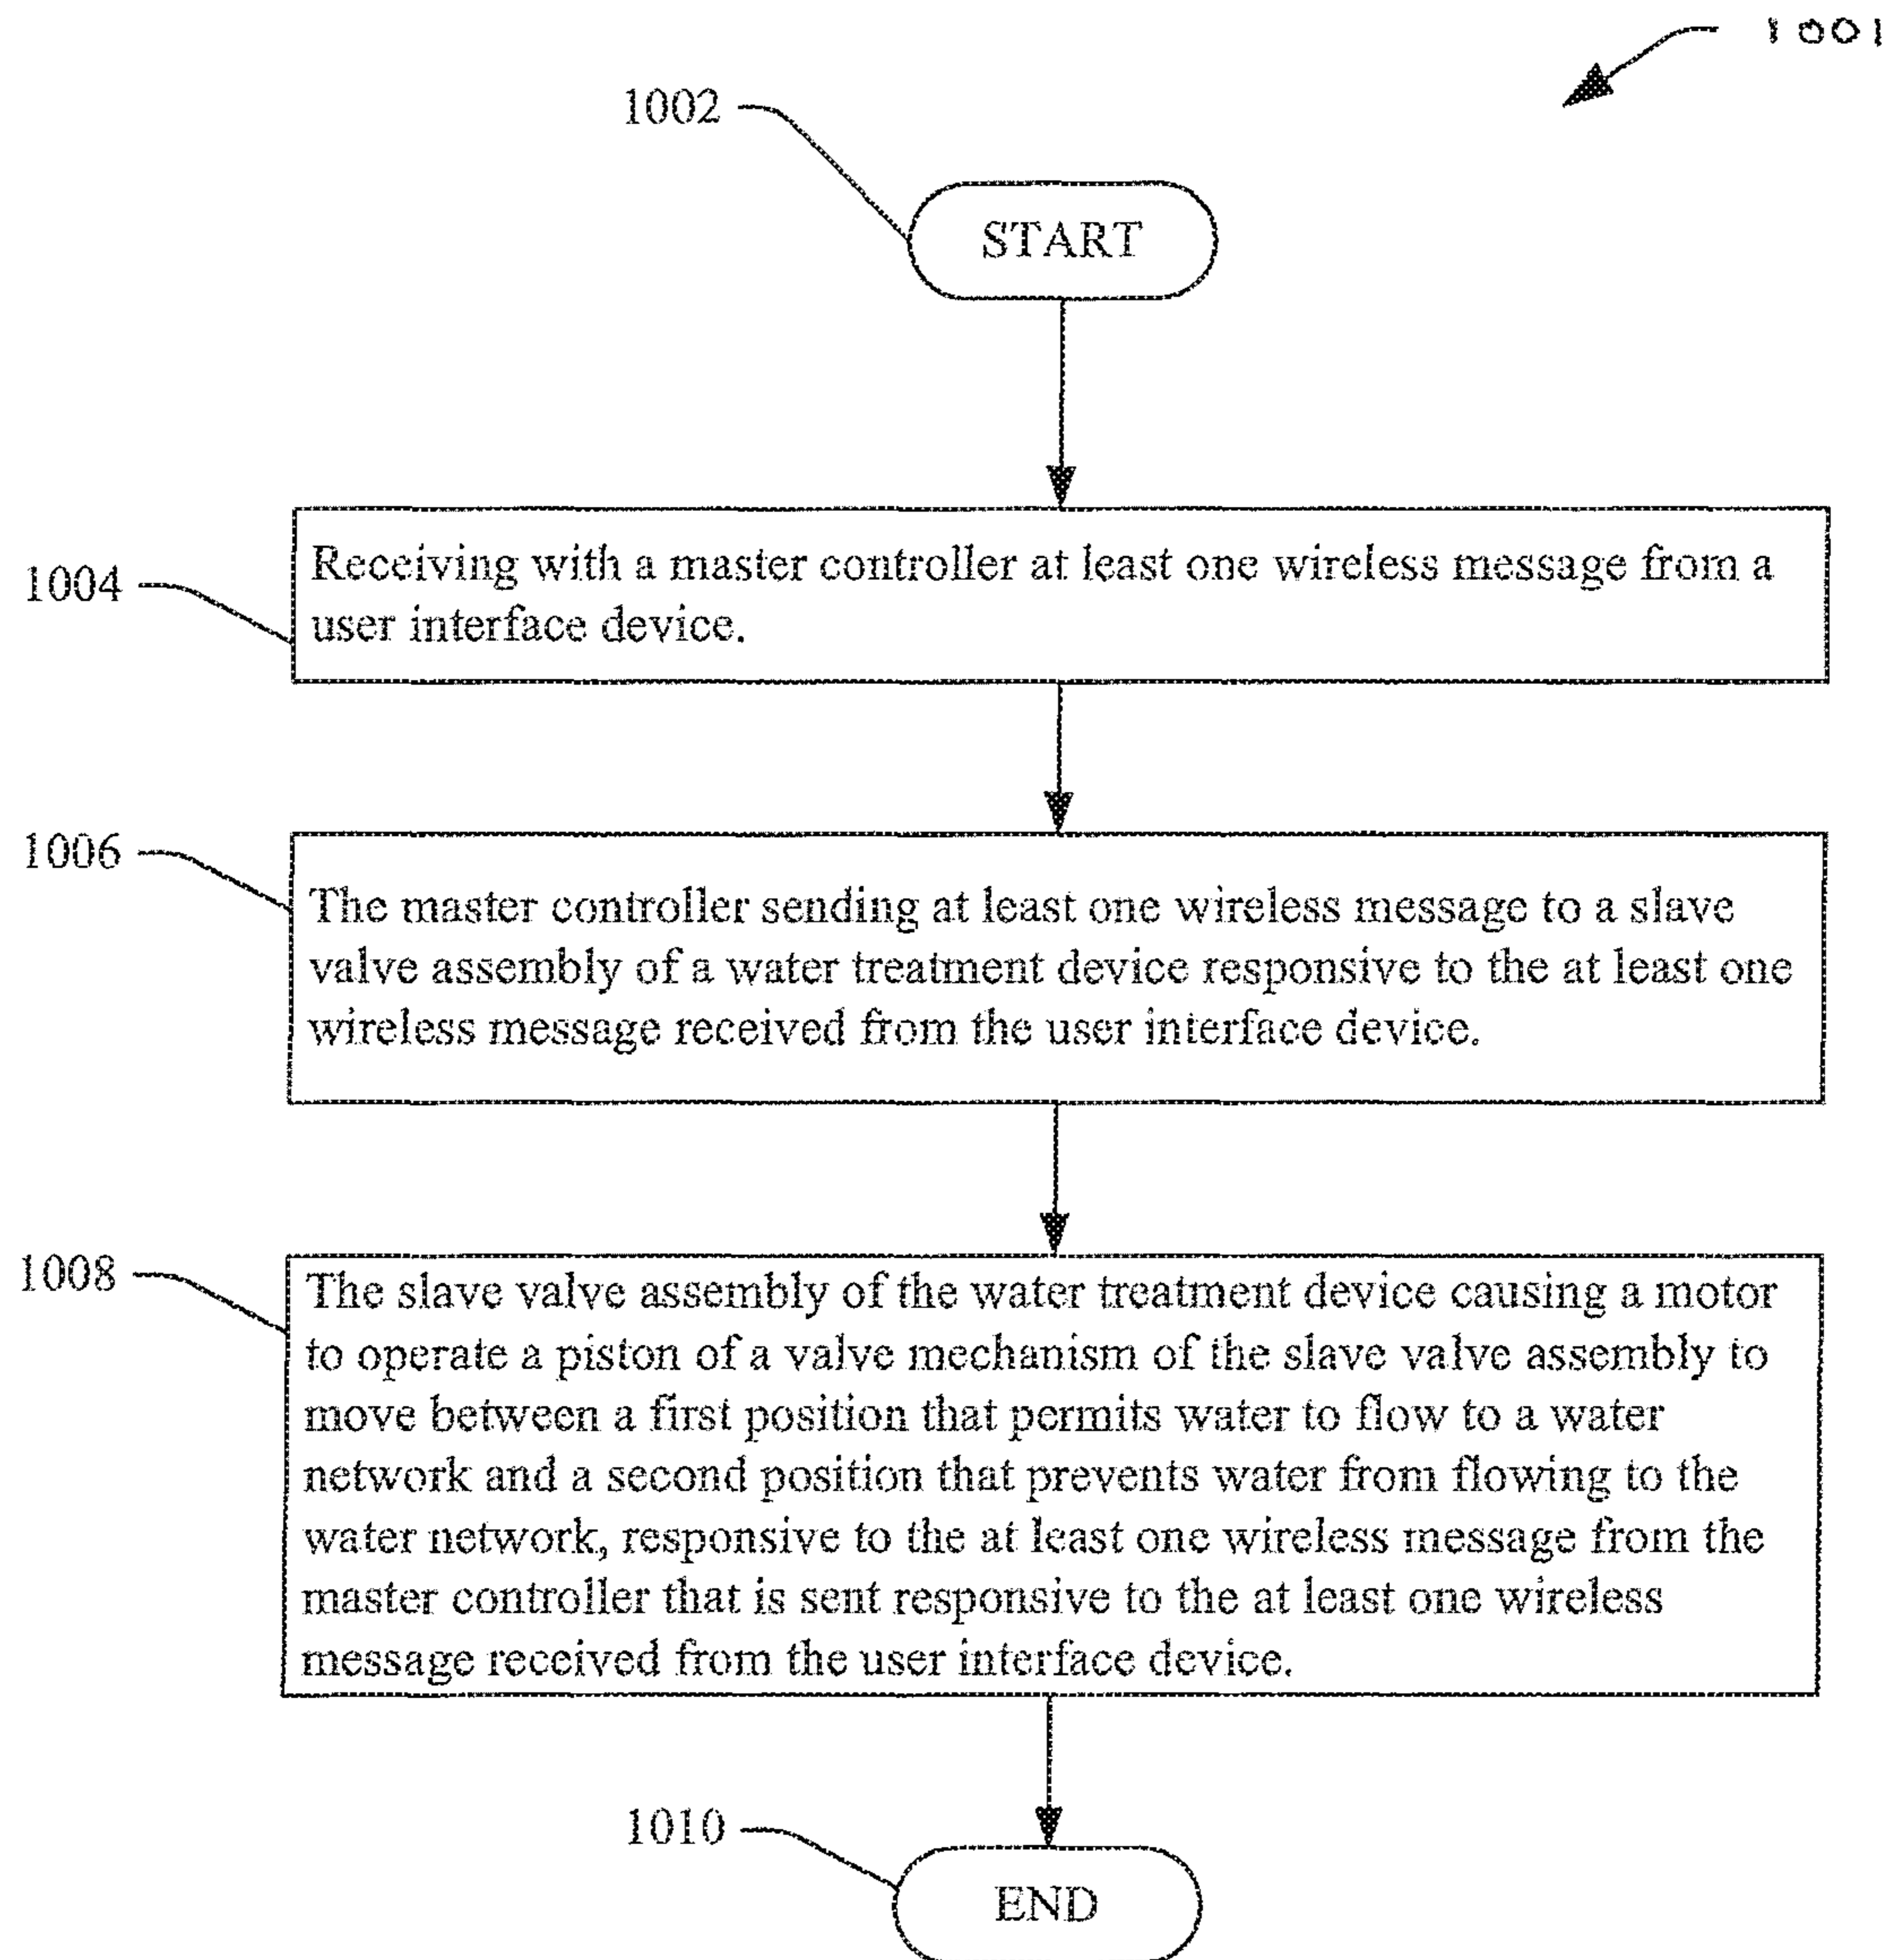 1001
1002
START
1004
Receiving with a master controller at least one wireless message from a
user interface device.
1006
The master controller sending at least one wireless message to a slave
valve assembly of a water treatment device responsive to the at least one
wireless message received from the user interface device.
1008
The slave valve assembly of the water treatment device causing a motor
to operate a piston of a valve mechanism of the slave valve assembly to
move between a first position that permits water to flow to a water
network and a second position that prevents water from flowing to the
water network, responsive to the at least one wireless message from the
master controller that is sent responsive to the at least one wireless
message received from the user interface device.
1010
END